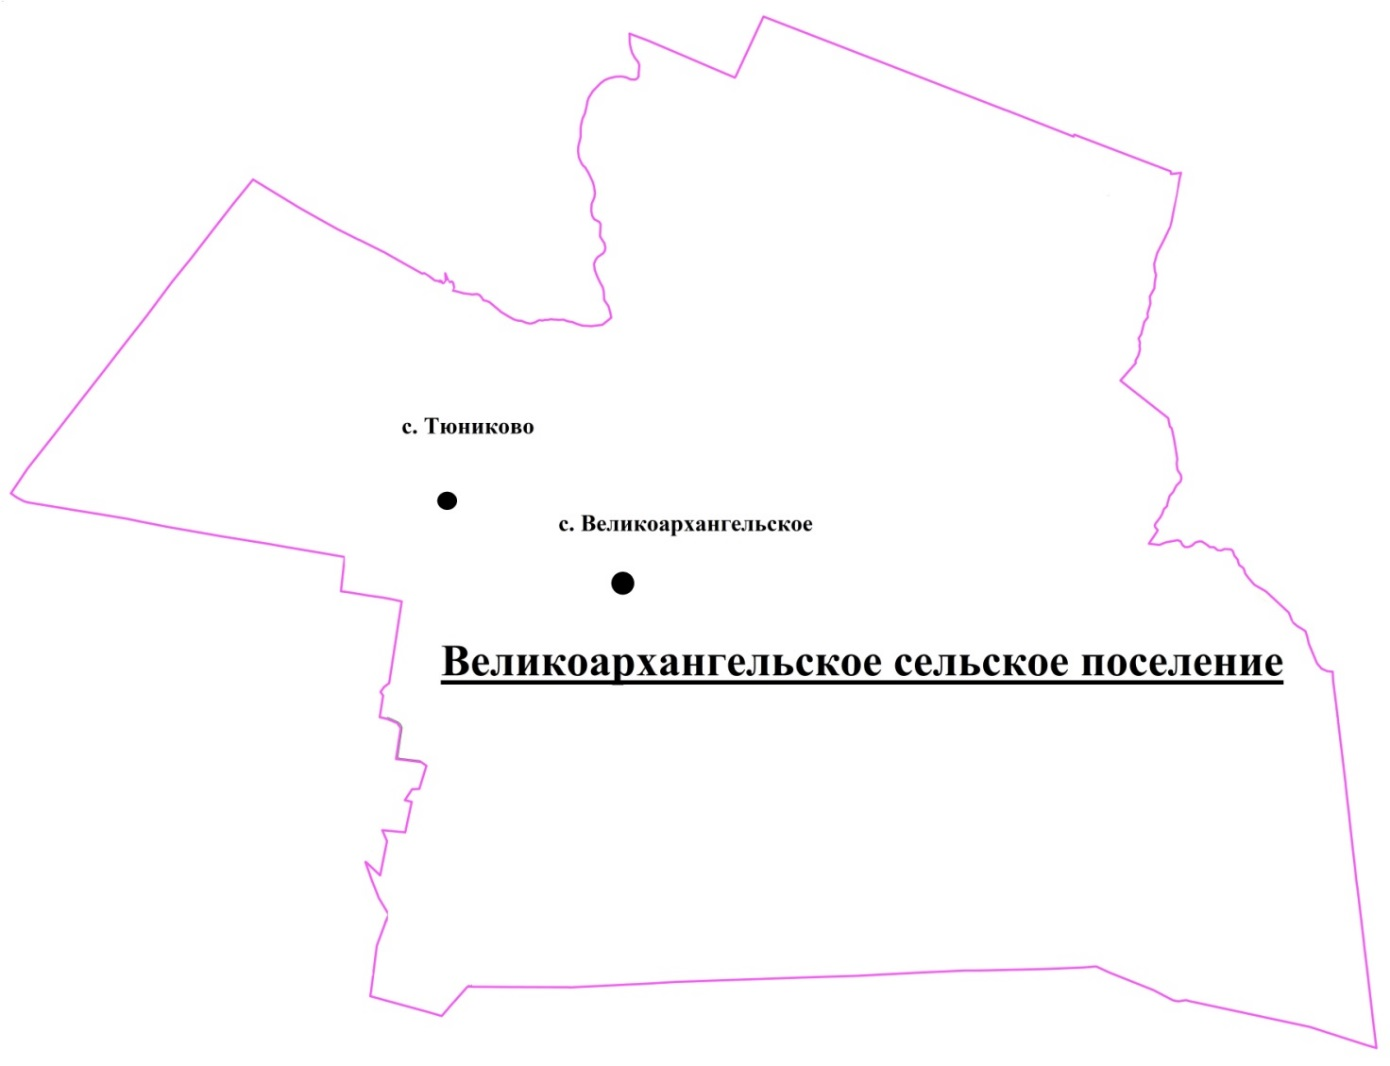 с. Тюниково
с. Великоархангельское
Великоархангельское сельское поселение